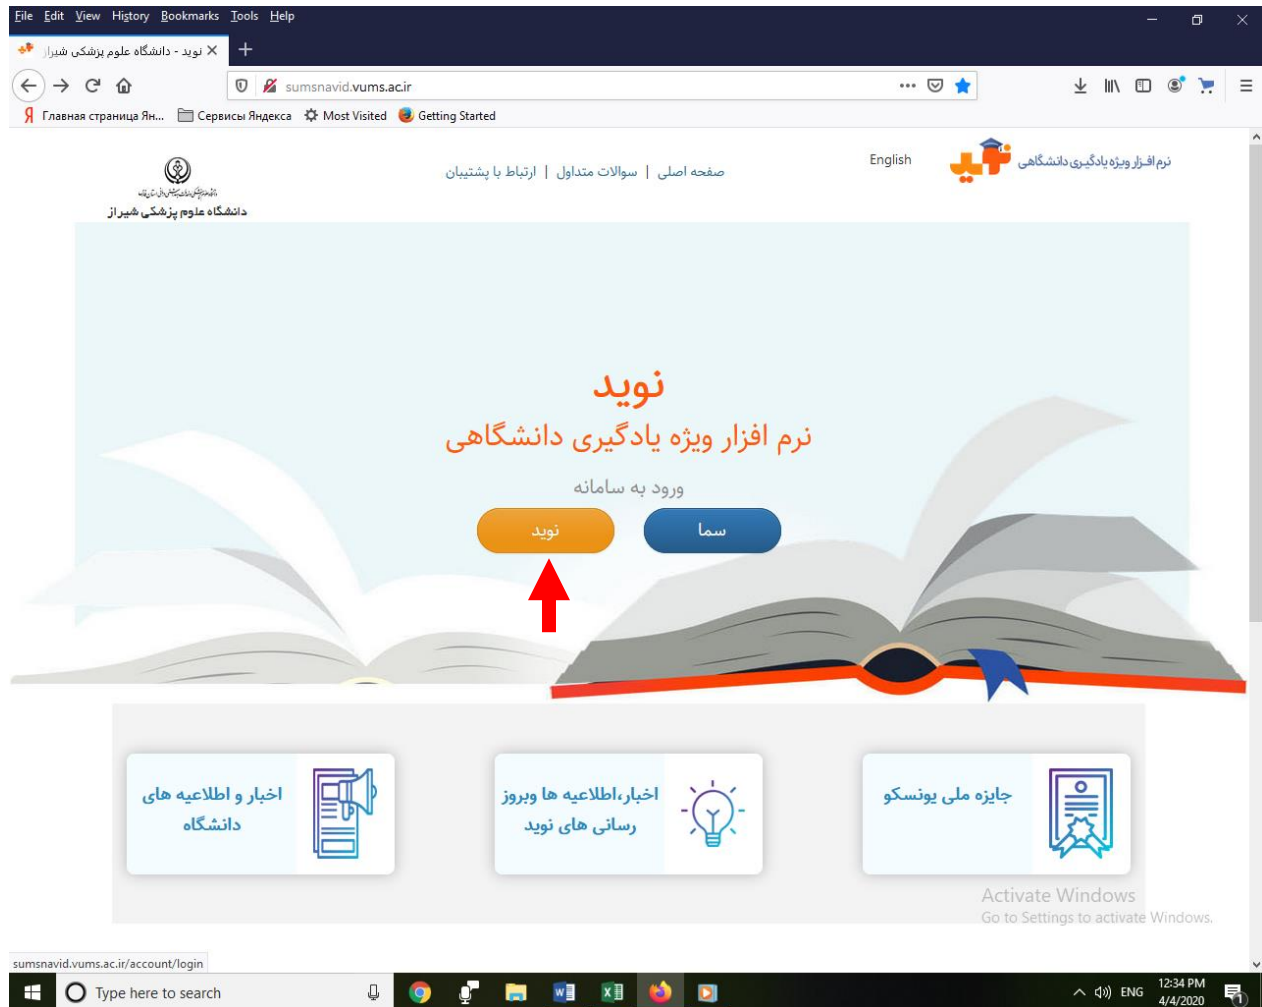 File Edit View History Bookmarks Tools Help
نوید - دانشگاه علوم پزشکی شیراز
sumsnavid.vums.ac.ir
Я Главная страница Ян... Сервисы Яндекса Most Visited Getting Started
نرم افزار ویژه یادگیری دانشگاهی
نوید
English
صفحه اصلی | سوالات متداول | ارتباط با پشتیبان
دانشگاه علوم پزشکی شیراز
نوید
نرم افزار ویژه یادگیری دانشگاهی
ورود به سامانه
سما
نوید
جایزه ملی یونسکو
اخبار،اطلاعیه ها وبروز
رسانی های نوید
اخبار و اطلاعیه های
دانشگاه
Activate Windows
Go to Settings to activate Windows.
sumsnavid.vums.ac.ir/account/login
Type here to search
ENG
12:34 PM
4/4/2020